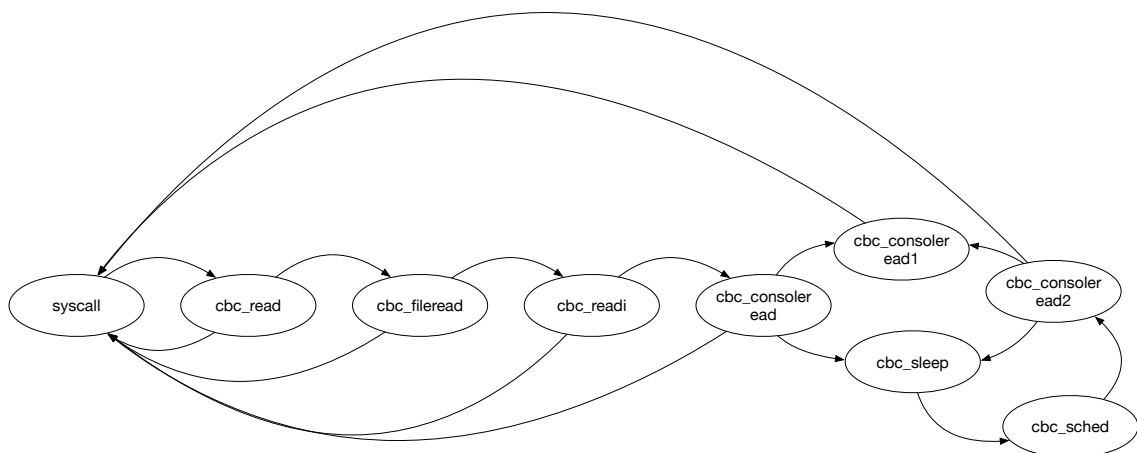 cbc_consoler
ead1
syscall
cbc_read
cbc_fileread
cbc_readi
cbc_consoler
ead
cbc_consoler
ead2
cbc_sleep
cbc_sched